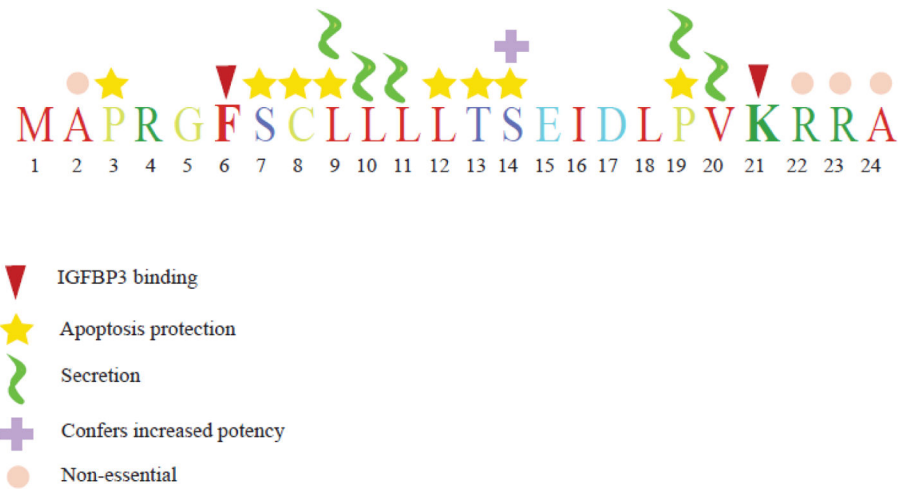 M A P R G F S C L L L L T S E I D L P V K R R A
1 2 3 4 5 6 7 8 9 10 11 12 13 14 15 16 17 18 19 20 21 22 23 24
IGFBP3 binding
Apoptosis protection
Secretion
Confers increased potency
Non-essential